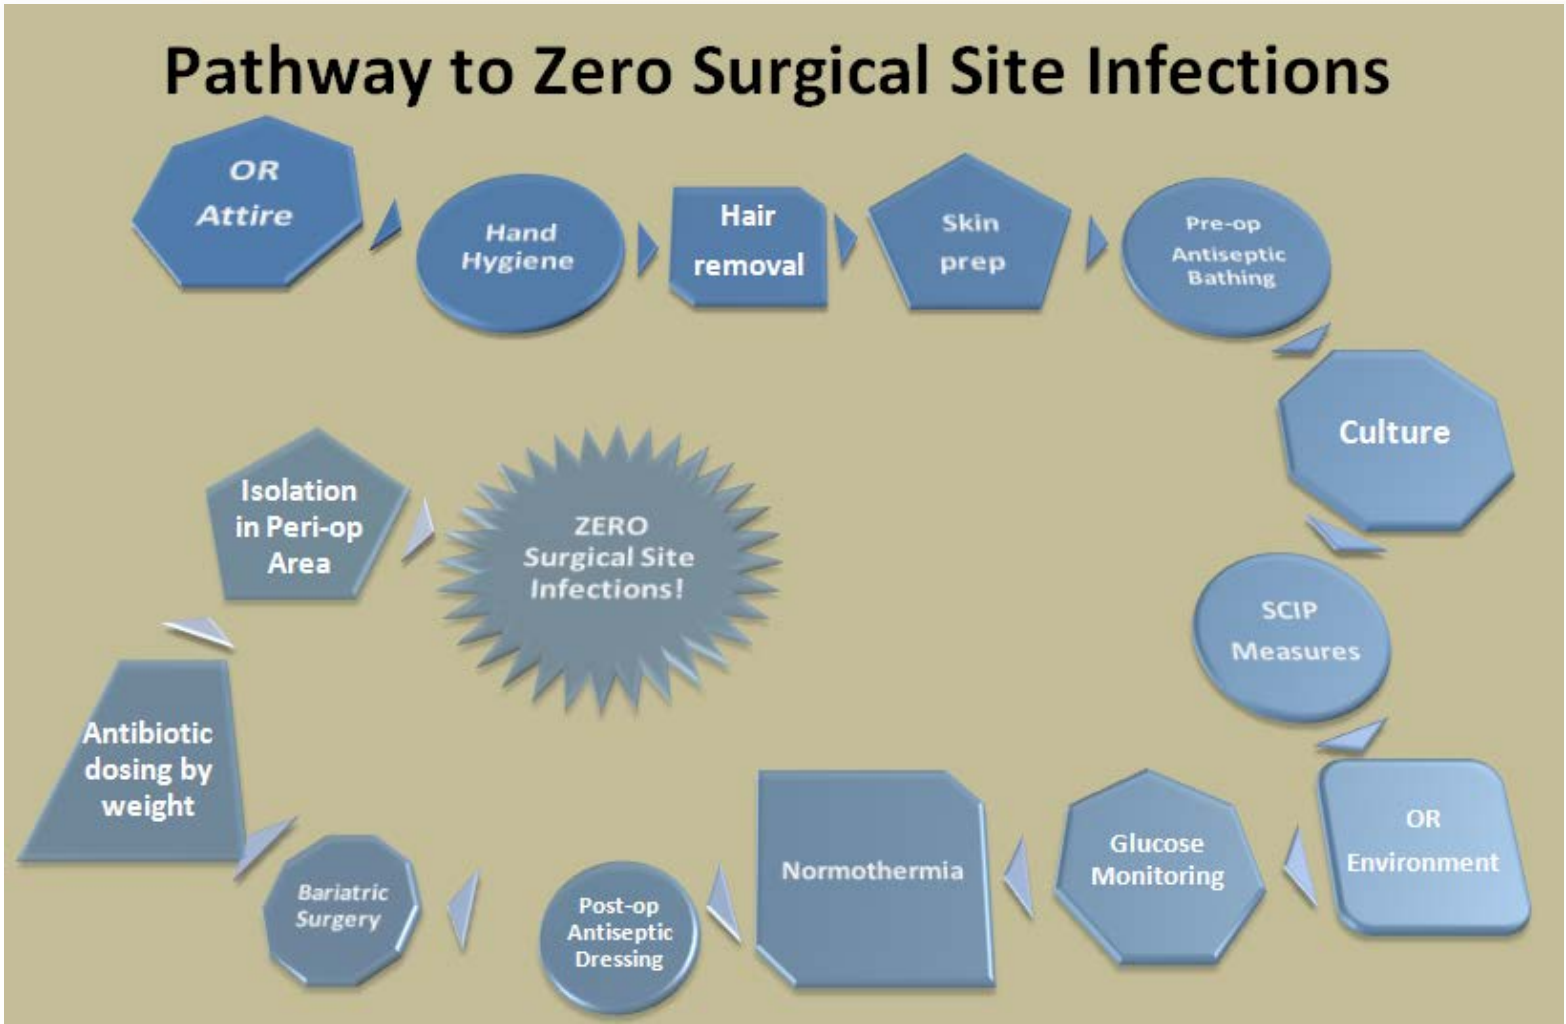 Pathway to Zero Surgical Site Infections
OR
Attire
Hand
Hygiene
Hair
removal
Skin
prep
Pre-op
Antiseptic
Bathing
Culture
SCIP
Measures
OR
Environment
Glucose
Monitoring
Normothermia
Post-op
Antiseptic
Dressing
Bariatric
Surgery
Antibiotic
dosing by
weight
Isolation
in Peri-op
Area
ZERO
Surgical Site
Infections!